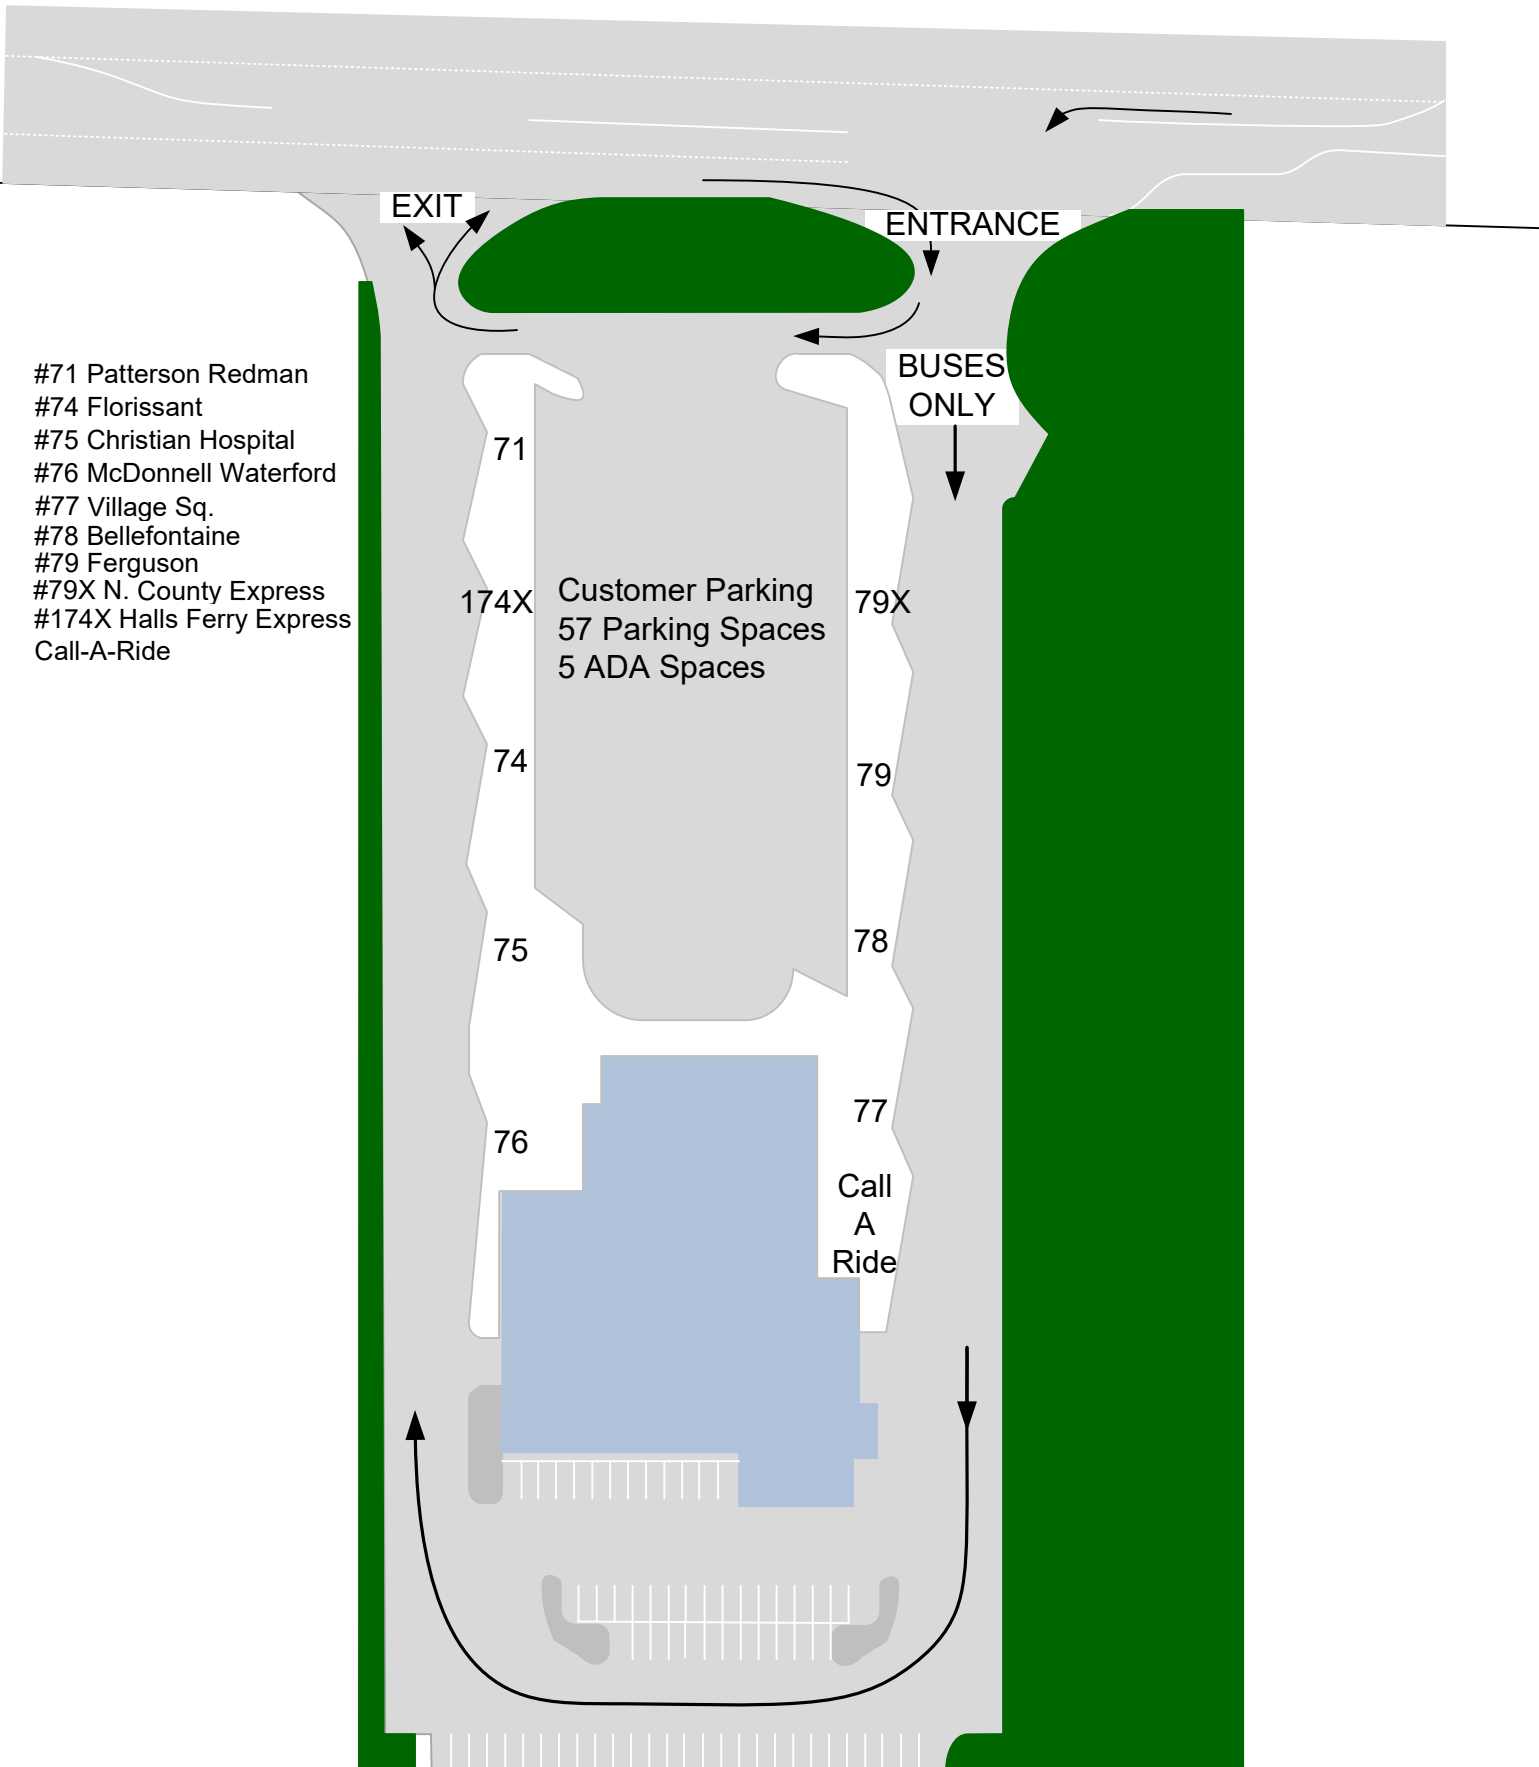 EXIT
ENTRANCE
BUSES
ONLY
#71 Patterson Redman
#74 Florissant
#75 Christian Hospital
#76 McDonnell Waterford
#77 Village Sq.
#78 Bellefontaine
#79 Ferguson
#79X N. County Express
#174X Halls Ferry Express
Call-A-Ride
71
174X
74
75
76
Customer Parking
57 Parking Spaces
5 ADA Spaces
79X
79
78
77
Call
A
Ride